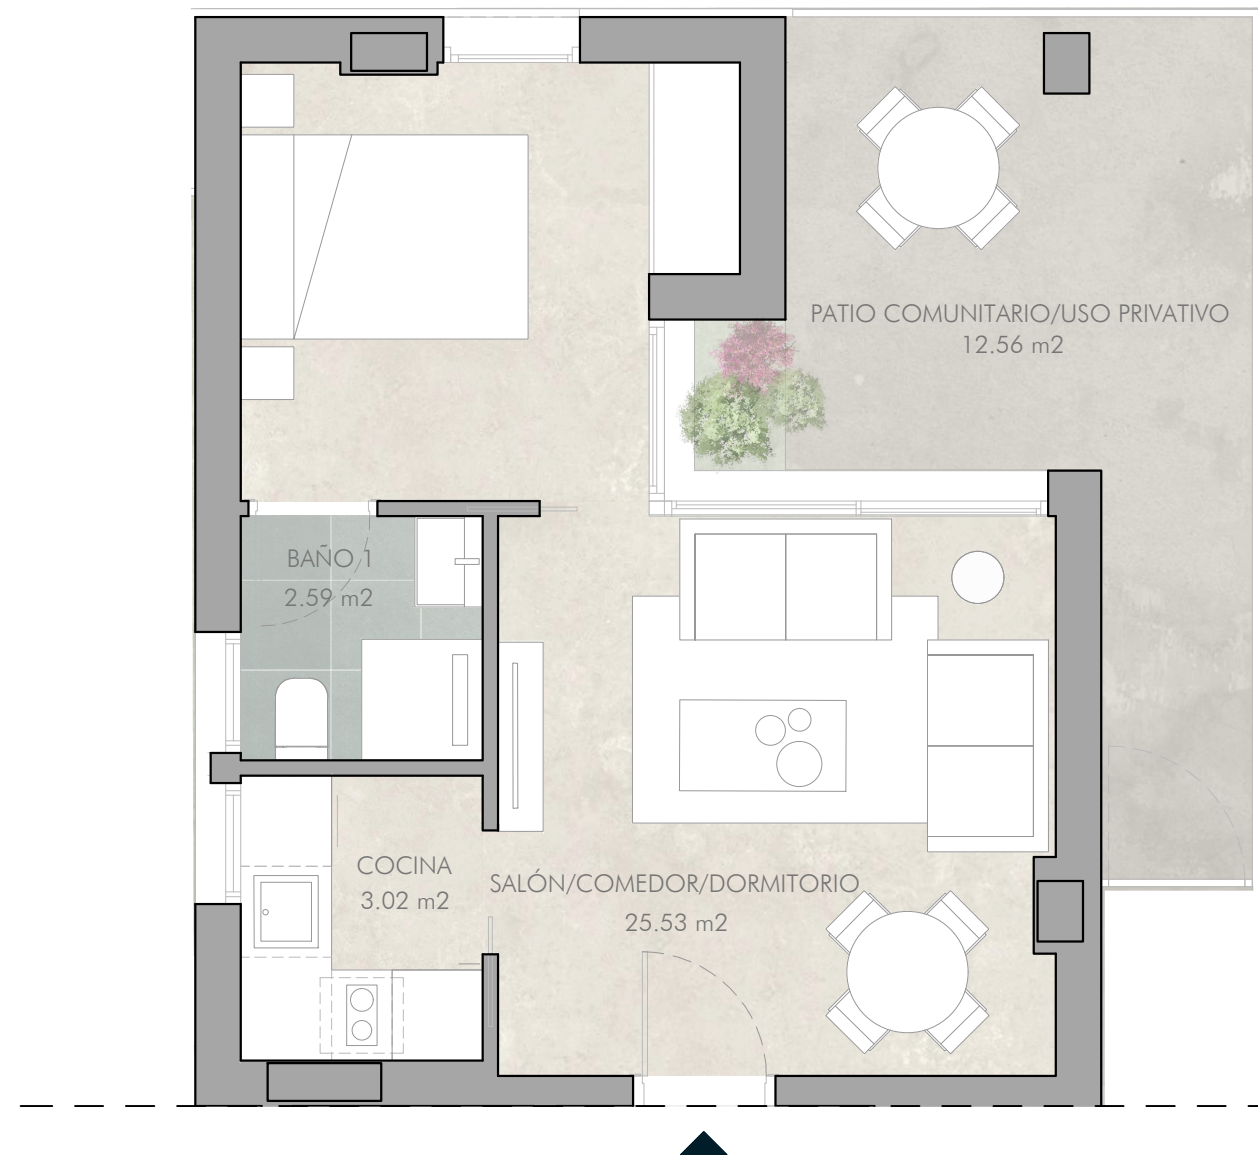 PATIO COMUNITARIO/USO PRIVATIVO
12.56 m2
BAÑO 1
2.59 m2
COCINA
3.02 m2
SALÓN/COMEDOR/DORMITORIO
25.53 m2